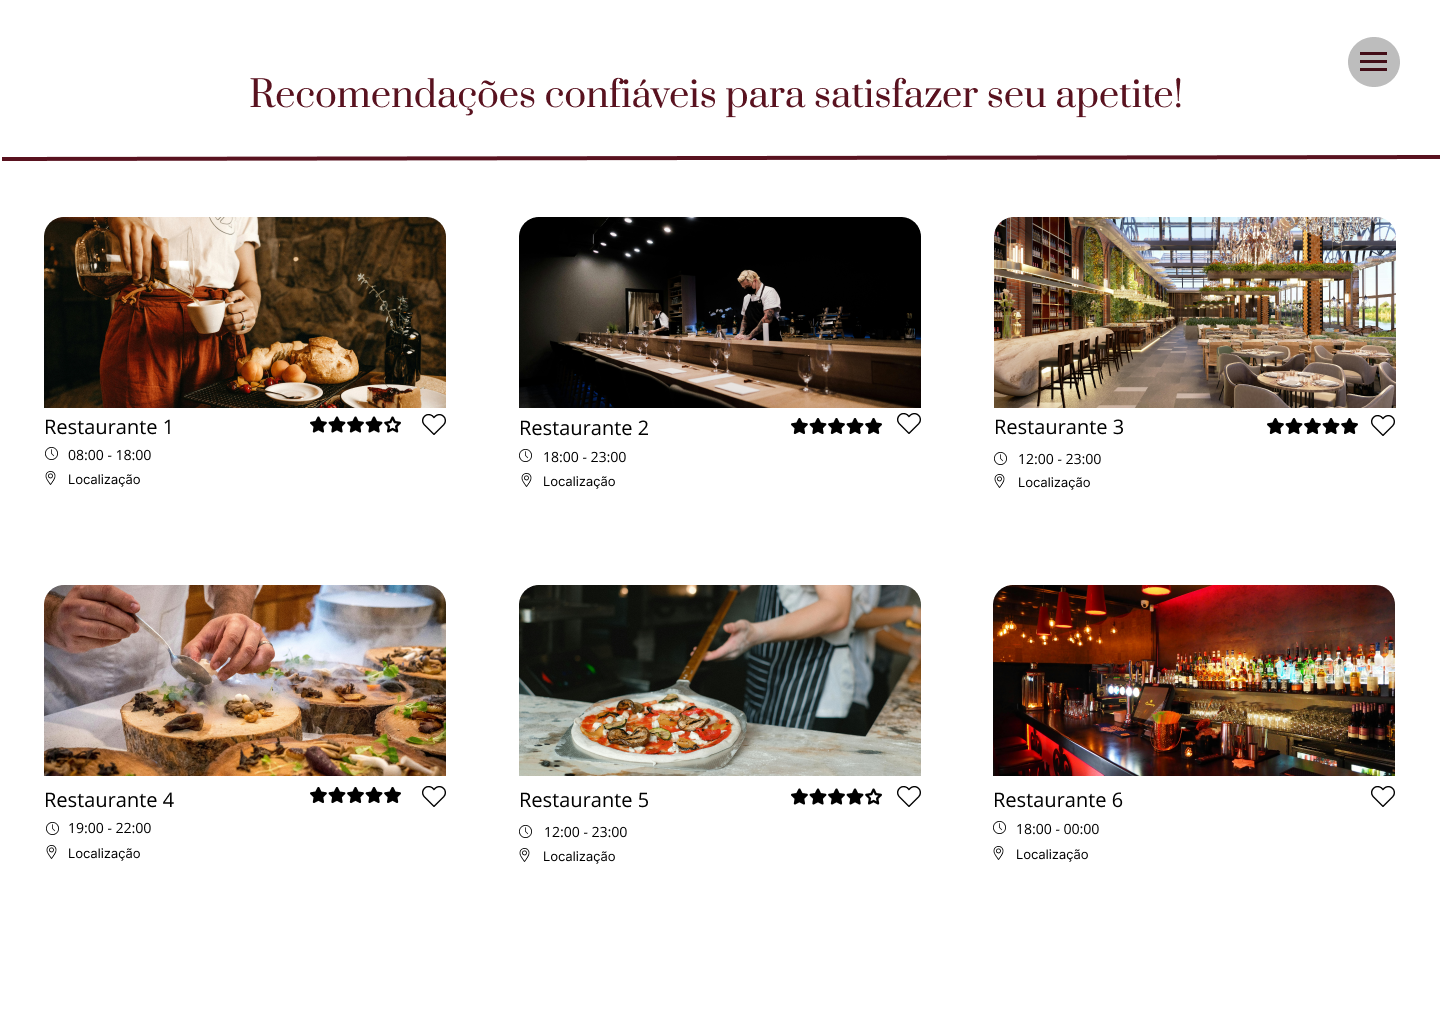 Recomendações confiáveis para satisfazer seu apetite!
Restaurante 1
08:00 - 18:00
Localização
Restaurante 2
18:00 - 23:00
Localização
Restaurante 3
12:00 - 23:00
Localização
Restaurante 4
19:00 - 22:00
Localização
Restaurante 5
12:00 - 23:00
Localização
Restaurante 6
18:00 - 00:00
Localização